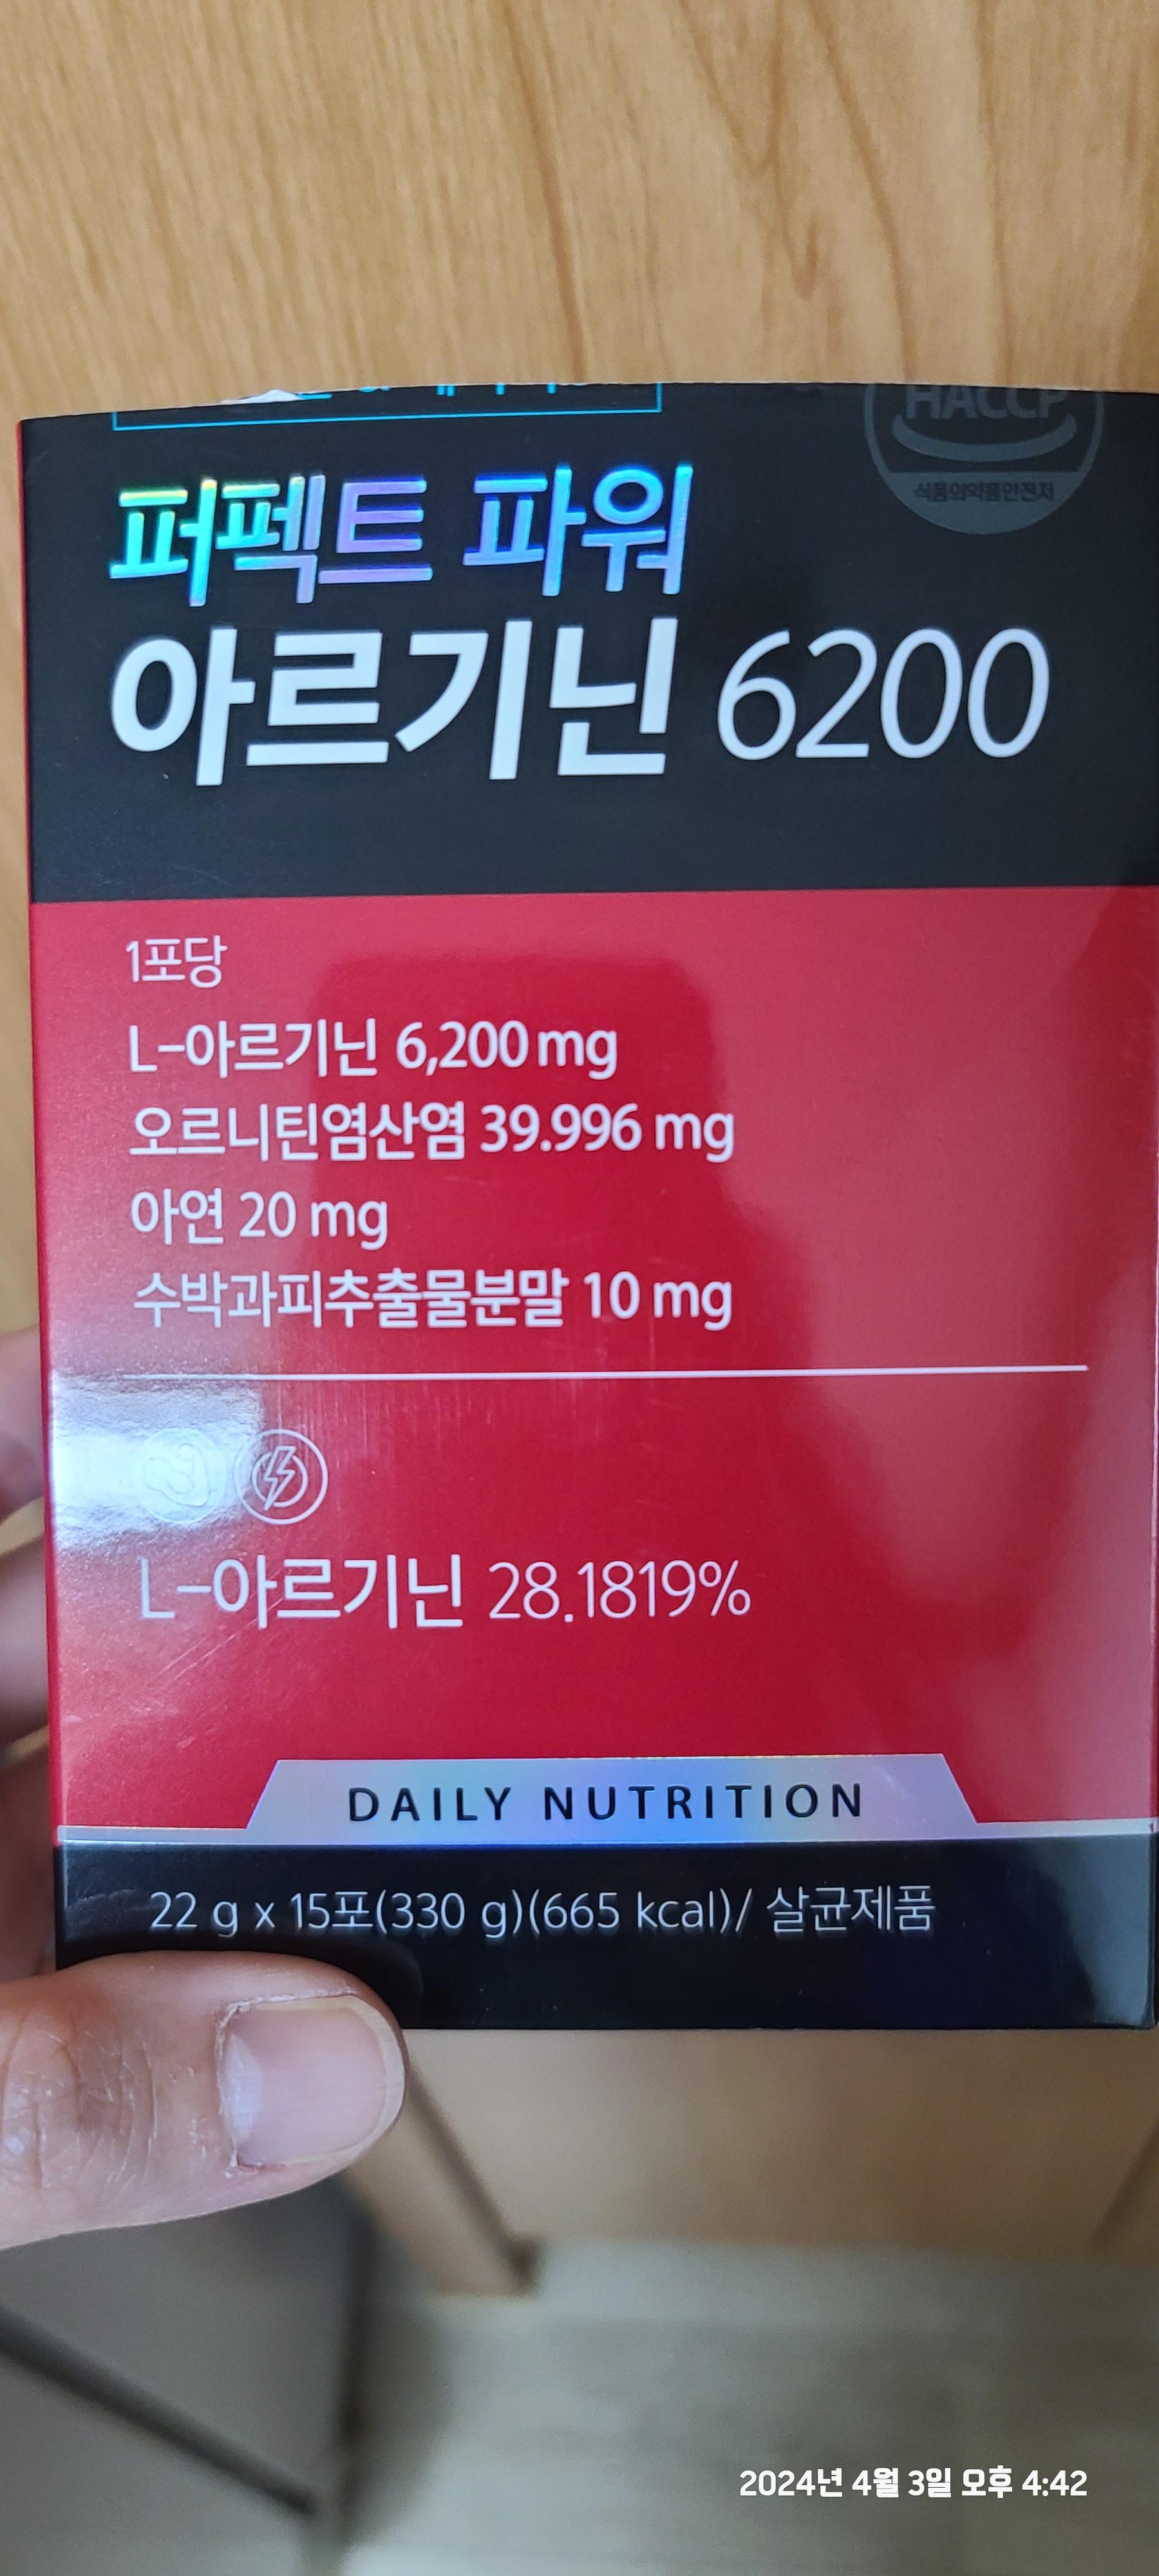 HACCP
식품의약품안전처
퍼펙트 파워
아르기닌 6200
1포당
L-아르기닌 6,200 mg
오르니틴염산염 39.996 mg
아연 20 mg
수박과피추출물분말 10 mg
L-아르기닌 28.1819%
DAILY NUTRITION
22 g x 15포(330 g)(665 kcal)/ 살균제품
2024년 4월 3일 오후 4:42